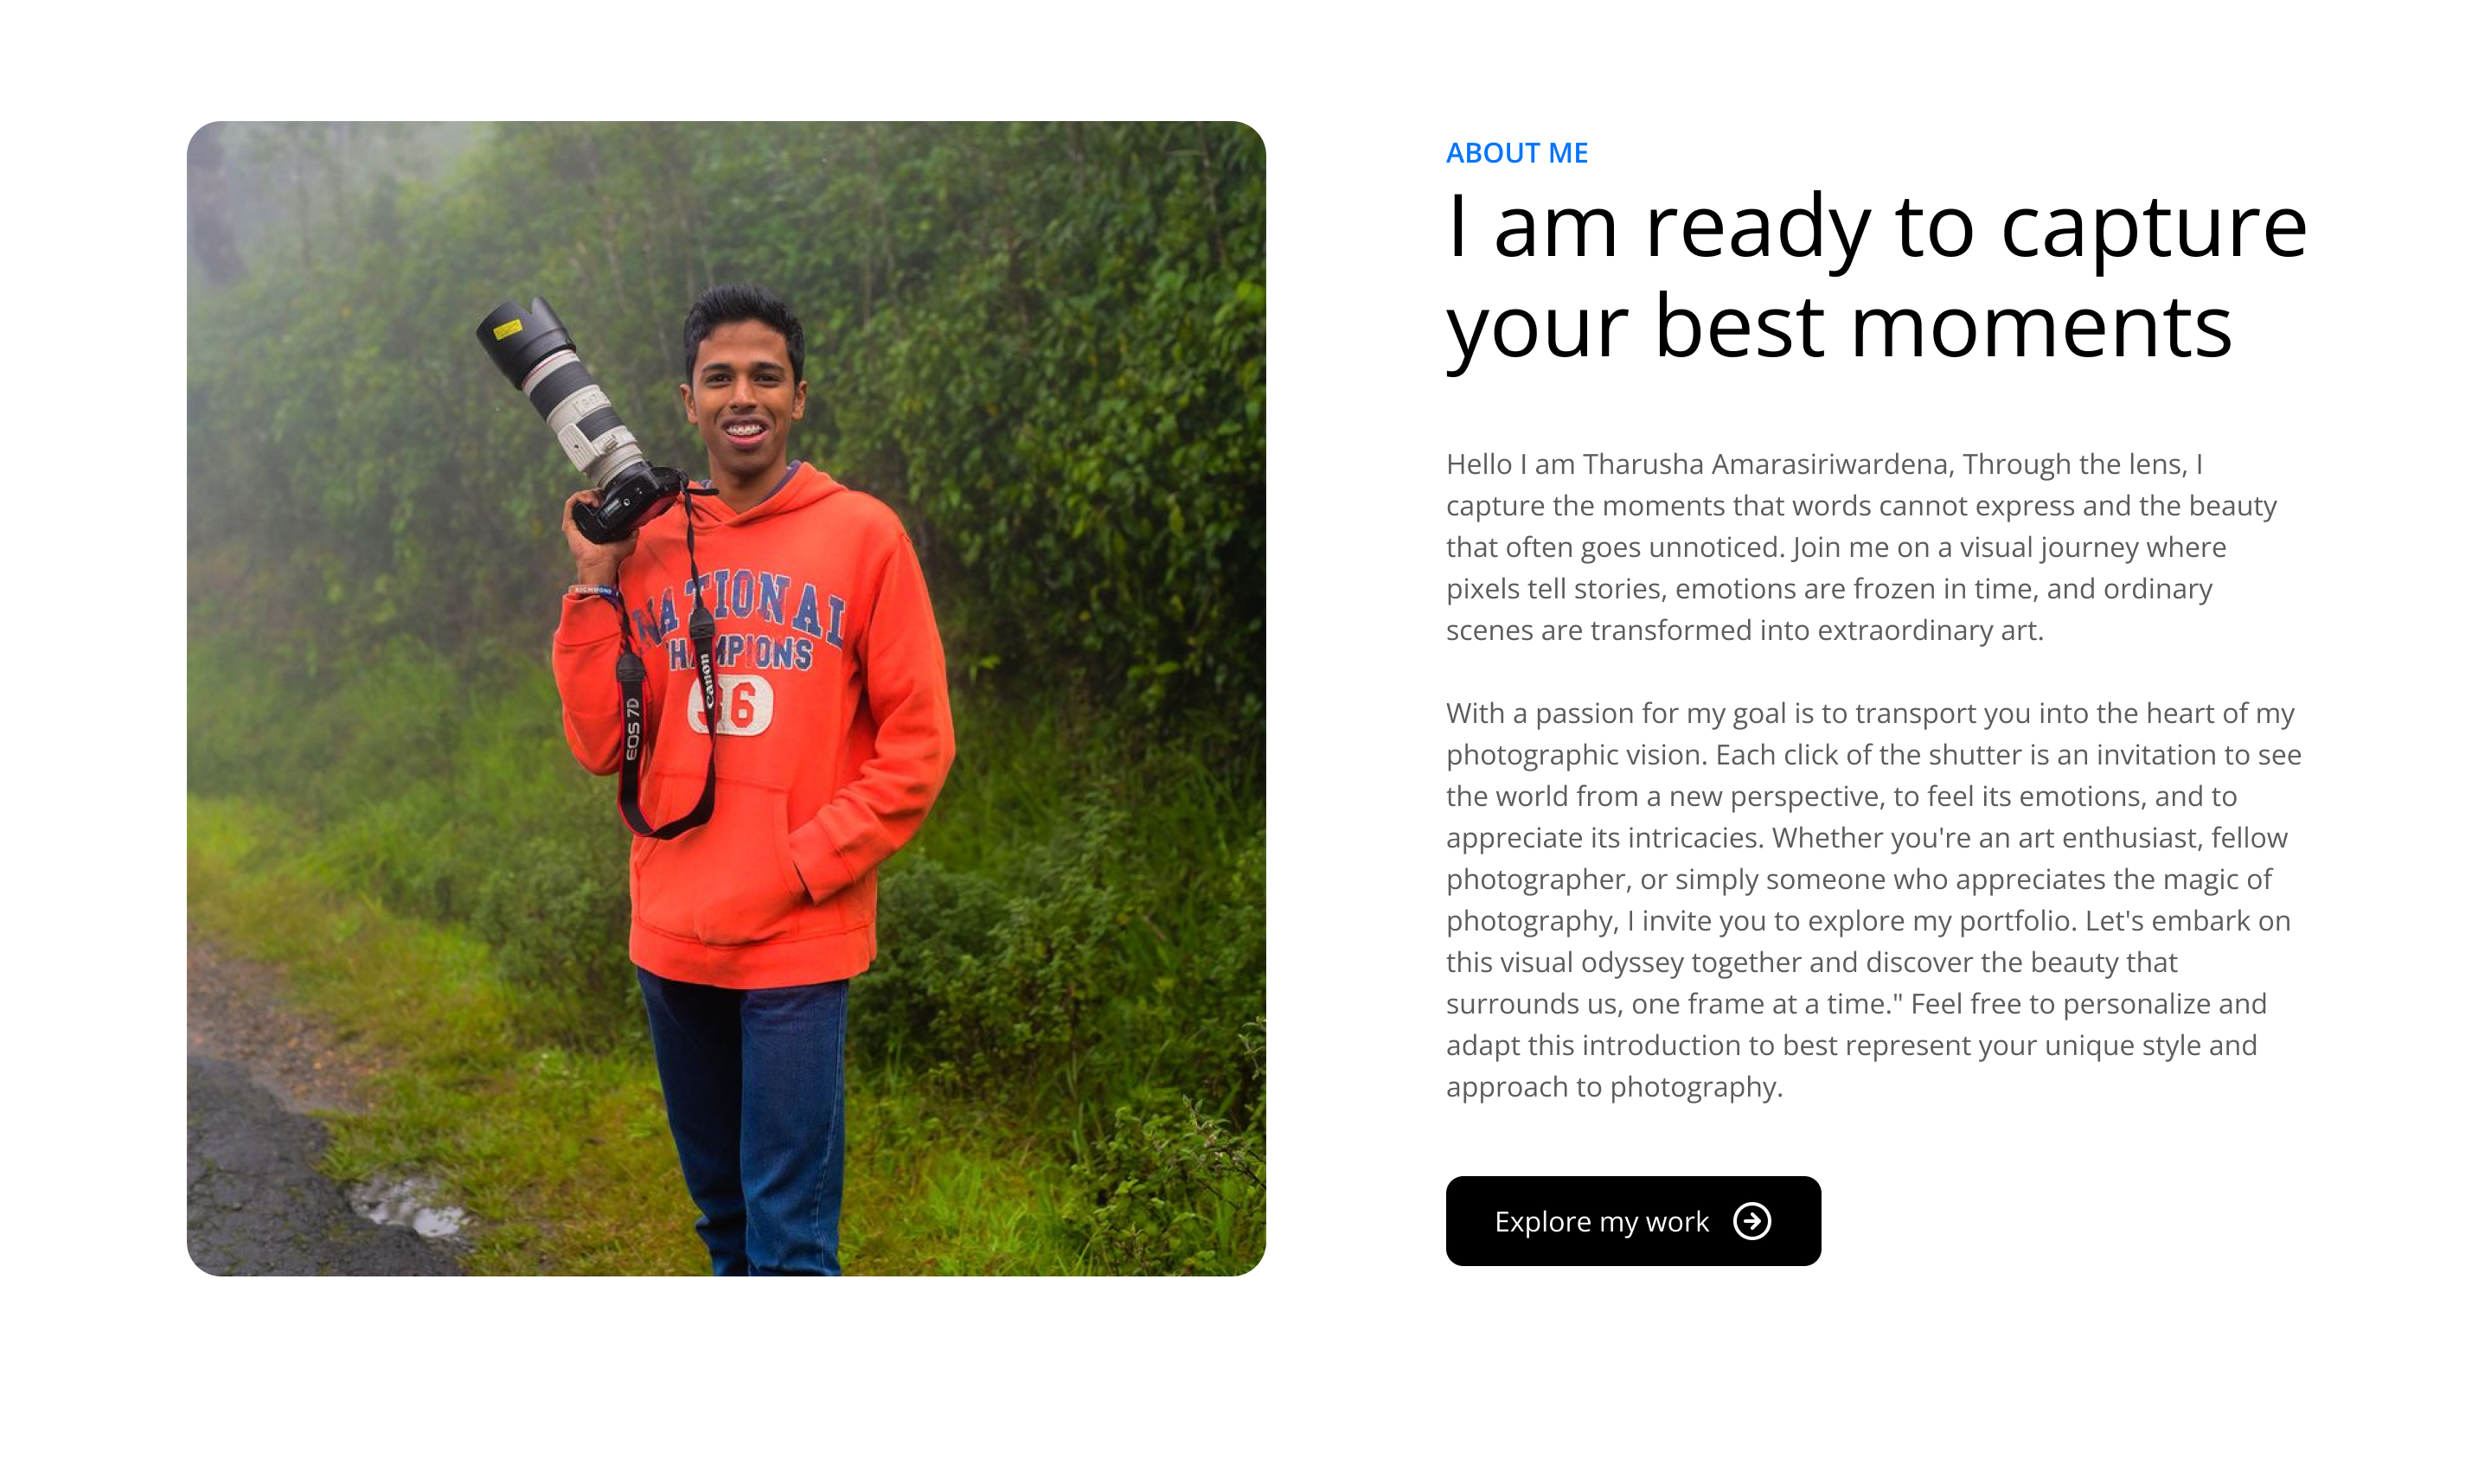 ABOUT ME
I am ready to capture
your best moments
Hello I am Tharusha Amarasiriwardena, Through the lens, I
capture the moments that words cannot express and the beauty
that often goes unnoticed. Join me on a visual journey where
pixels tell stories, emotions are frozen in time, and ordinary
scenes are transformed into extraordinary art.
With a passion for my goal is to transport you into the heart of my
photographic vision. Each click of the shutter is an invitation to see
the world from a new perspective, to feel its emotions, and to
appreciate its intricacies. Whether you're an art enthusiast, fellow
photographer, or simply someone who appreciates the magic of
photography, I invite you to explore my portfolio. Let's embark on
this visual odyssey together and discover the beauty that
surrounds us, one frame at a time." Feel free to personalize and
adapt this introduction to best represent your unique style and
approach to photography.
Explore my work
RICHMOND
NATIONAL
CHAMPIONS
Canon
EOS 7D